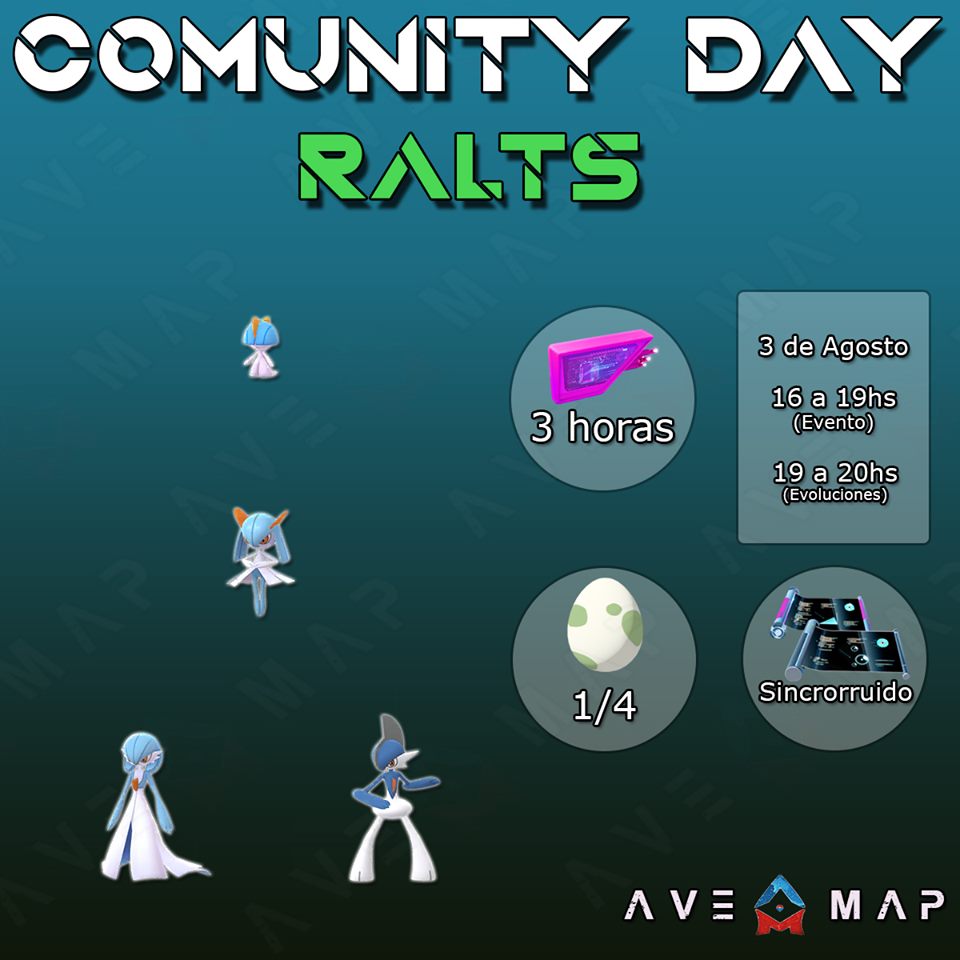 COMUNITY DAY
RALTS
3 horas
3 de Agosto
16 a 19hs
(Evento)
19 a 20hs
(Evoluciones)
1/4
Sincrorruido
AVE MAP